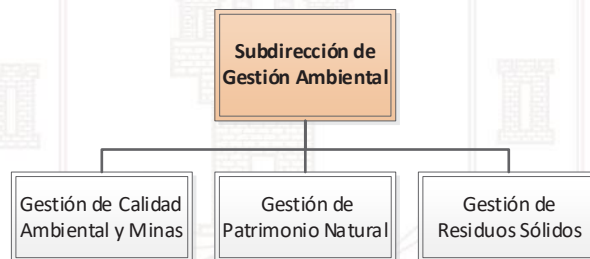 Subdirección de
Gestión Ambiental
Gestión de Calidad
Ambiental y Minas
Gestión de
Patrimonio Natural
Gestión de
Residuos Sólidos